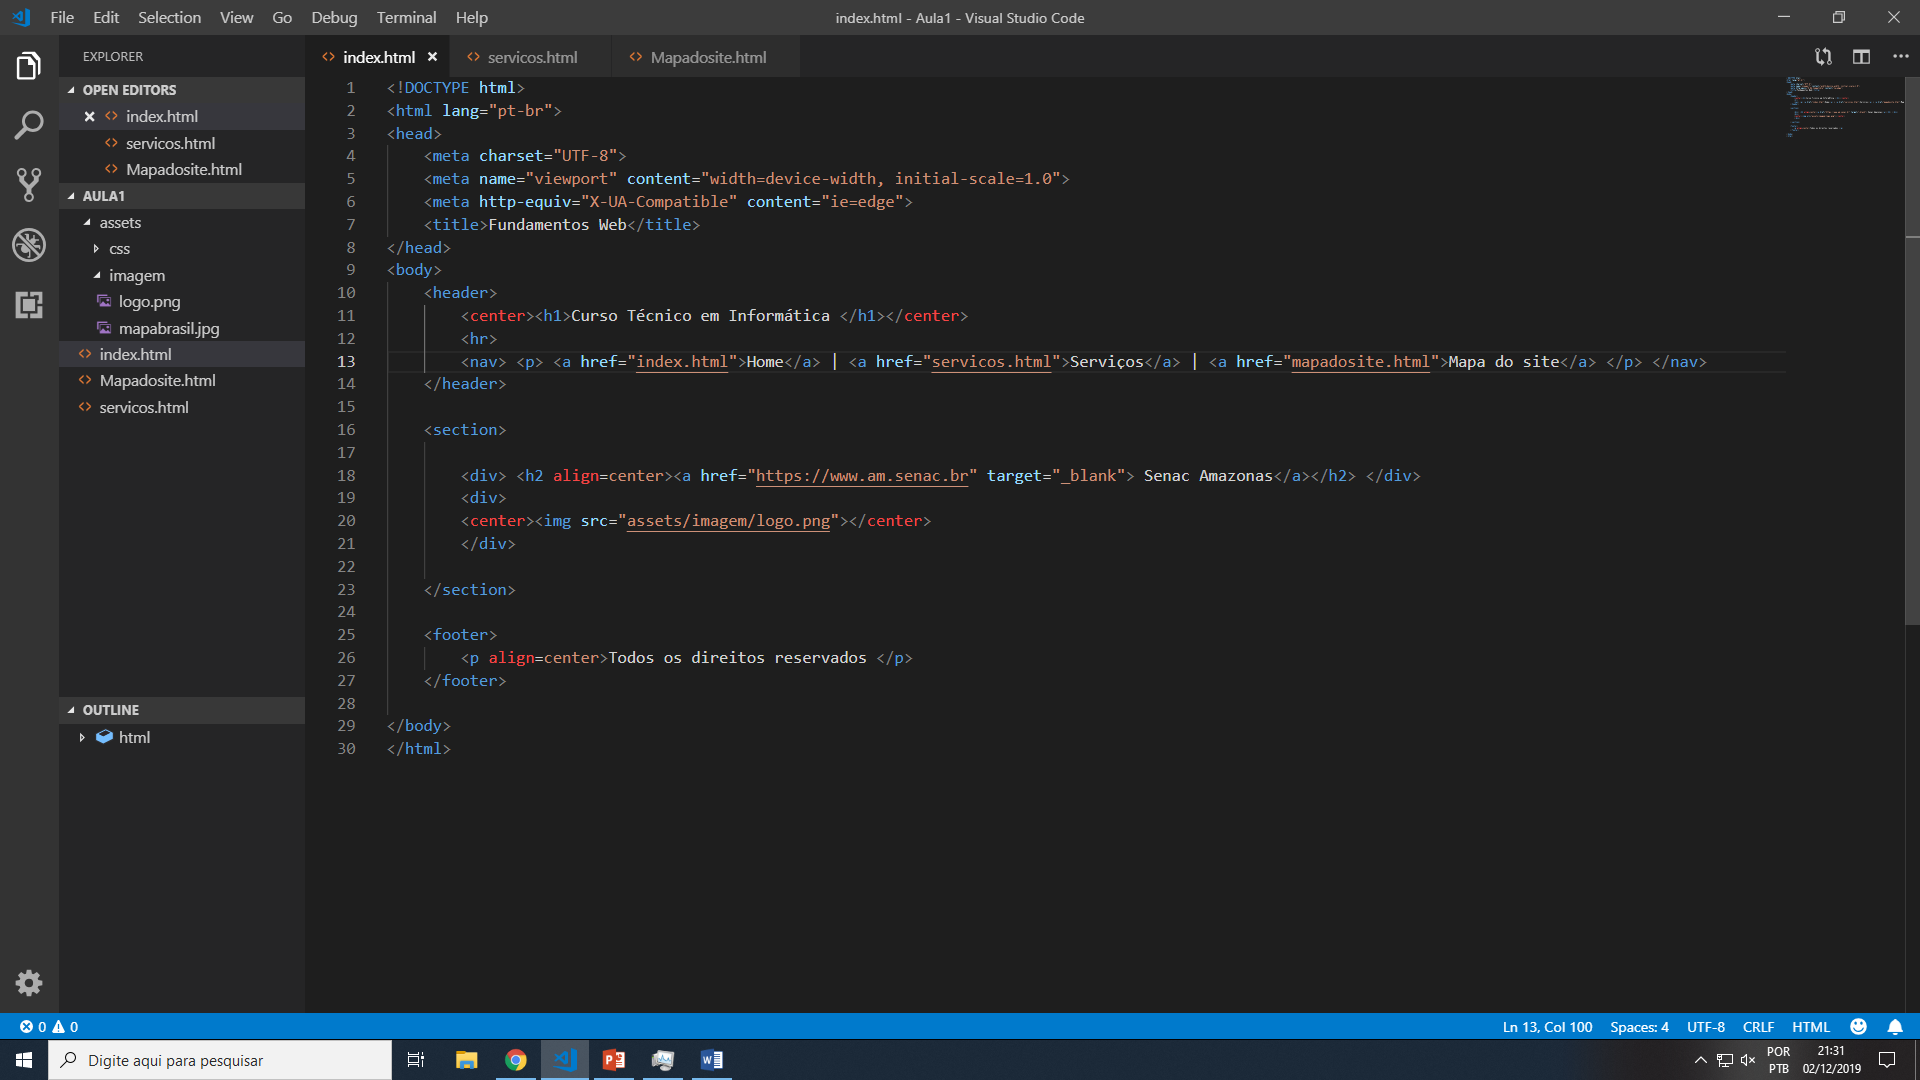 File Edit Selection View Go Debug Terminal Help
index.html - Aula1 - Visual Studio Code
EXPLORER
OPEN EDITORS
index.html
servicos.html
Mapadosite.html
AULA1
assets
css
imagem
logo.png
mapabrasil.jpg
index.html
Mapadosite.html
servicos.html
OUTLINE
html
index.html servicos.html Mapadosite.html
1 <!DOCTYPE html>
2 <html lang="pt-br">
3 <head>
4 <meta charset="UTF-8">
5 <meta name="viewport" content="width=device-width, initial-scale=1.0">
6 <meta http-equiv="X-UA-Compatible" content="ie=edge">
7 <title>Fundamentos Web</title>
8 </head>
9 <body>
10 <header>
11 <center><h1>Curso Técnico em Informática </h1></center>
12 <hr>
13 <nav> <p> <a href="index.html">Home</a> | <a href="servicos.html">Serviços</a> | <a href="mapadosite.html">Mapa do site</a> </p> </nav>
14 </header>
15
16 <section>
17
18 <div> <h2 align=center><a href="https://www.am.senac.br" target="_blank"> Senac Amazonas</a></h2> </div>
19 <div>
20 <center><img src="assets/imagem/logo.png"></center>
21 </div>
22
23 </section>
24
25 <footer>
26 <p align=center>Todos os direitos reservados </p>
27 </footer>
28
29 </body>
30 </html>
0 0
Ln 13, Col 100 Spaces: 4 UTF-8 CRLF HTML
Digite aqui para pesquisar
POR
PTB
21:31
02/12/2019